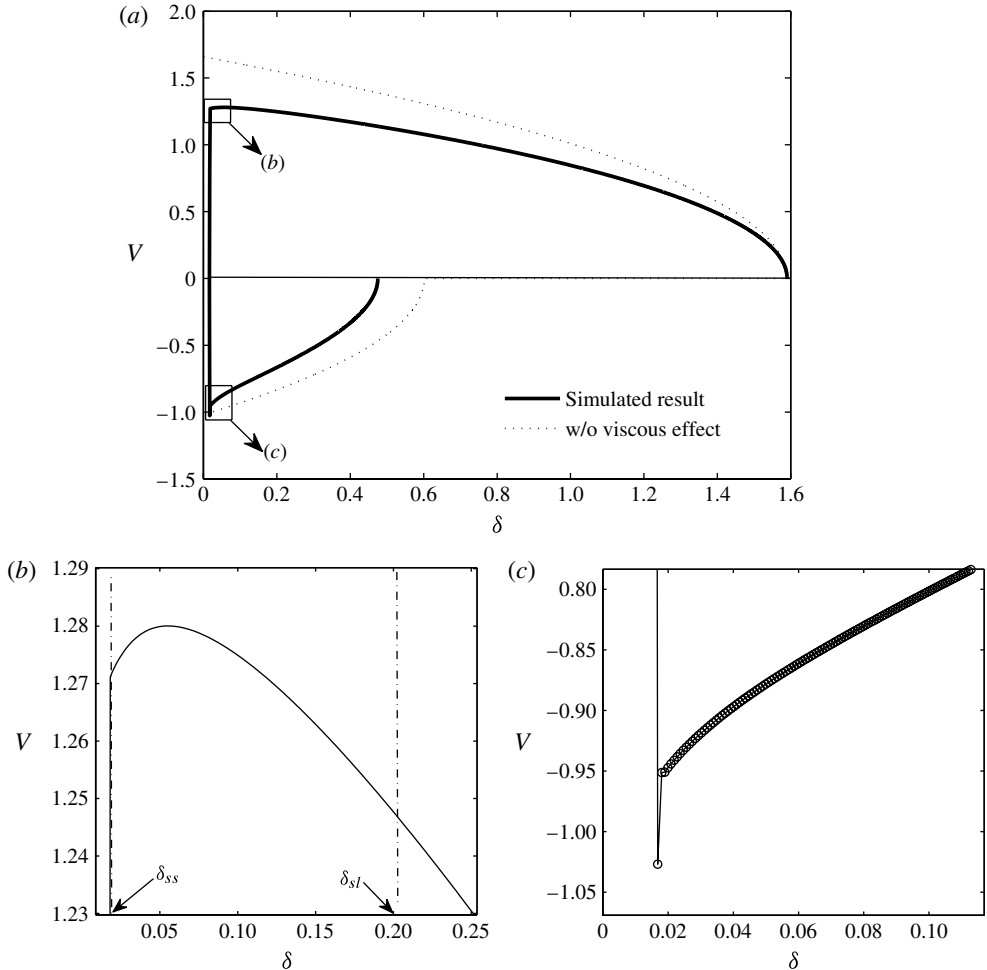 (a)
2.0
1.5
1.0
0.5
0
−0.5
−1.0
−1.5
V
(b)
(c)
Simulated result
w/o viscous effect
0 0.2 0.4 0.6 0.8 1.0 1.2 1.4 1.6
δ
(b)
1.29
1.28
1.27
1.26
1.25
1.24
1.23
V
δss
δsl
0.05 0.10 0.15 0.20 0.25
δ
(c)
0.80
−0.85
−0.90
−0.95
−1.00
−1.05
V
0 0.02 0.04 0.06 0.08 0.10
δ